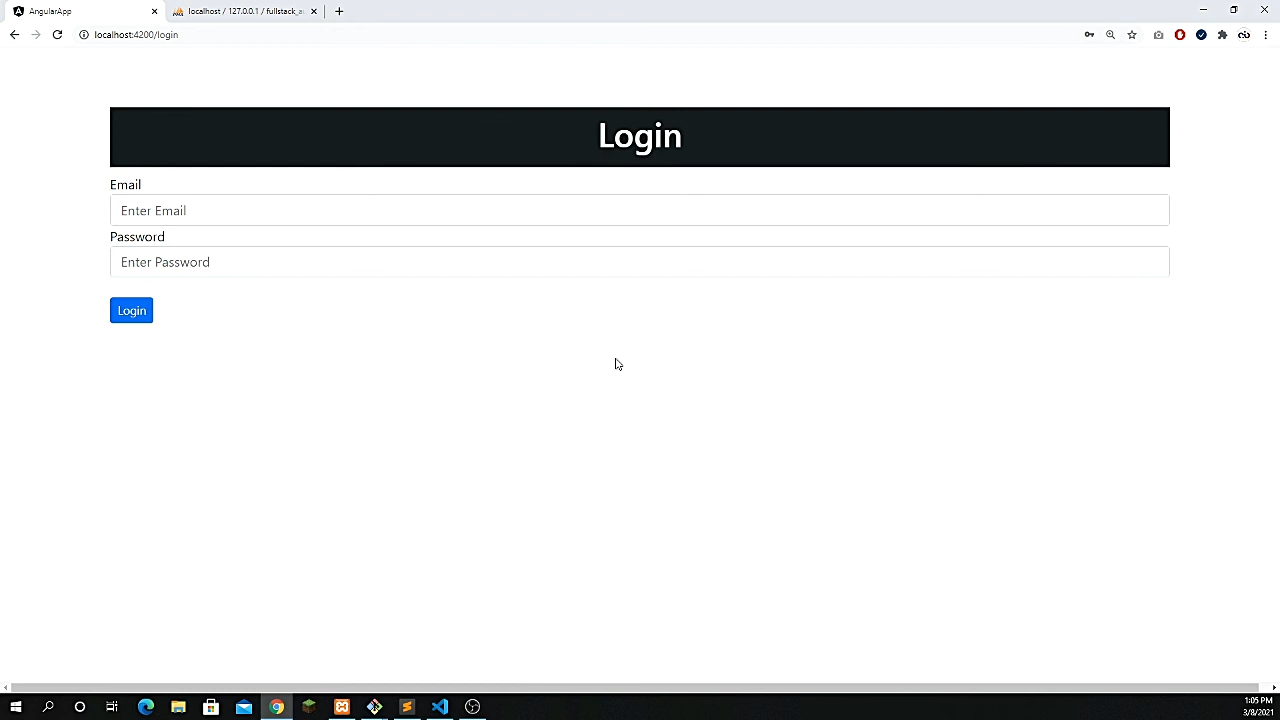 AngularApp
localhost / 127.0.0.1 / fullstack_au
localhost:4200/login
Login
Email
Enter Email
Password
Enter Password
Login
1:05 PM
3/8/2021